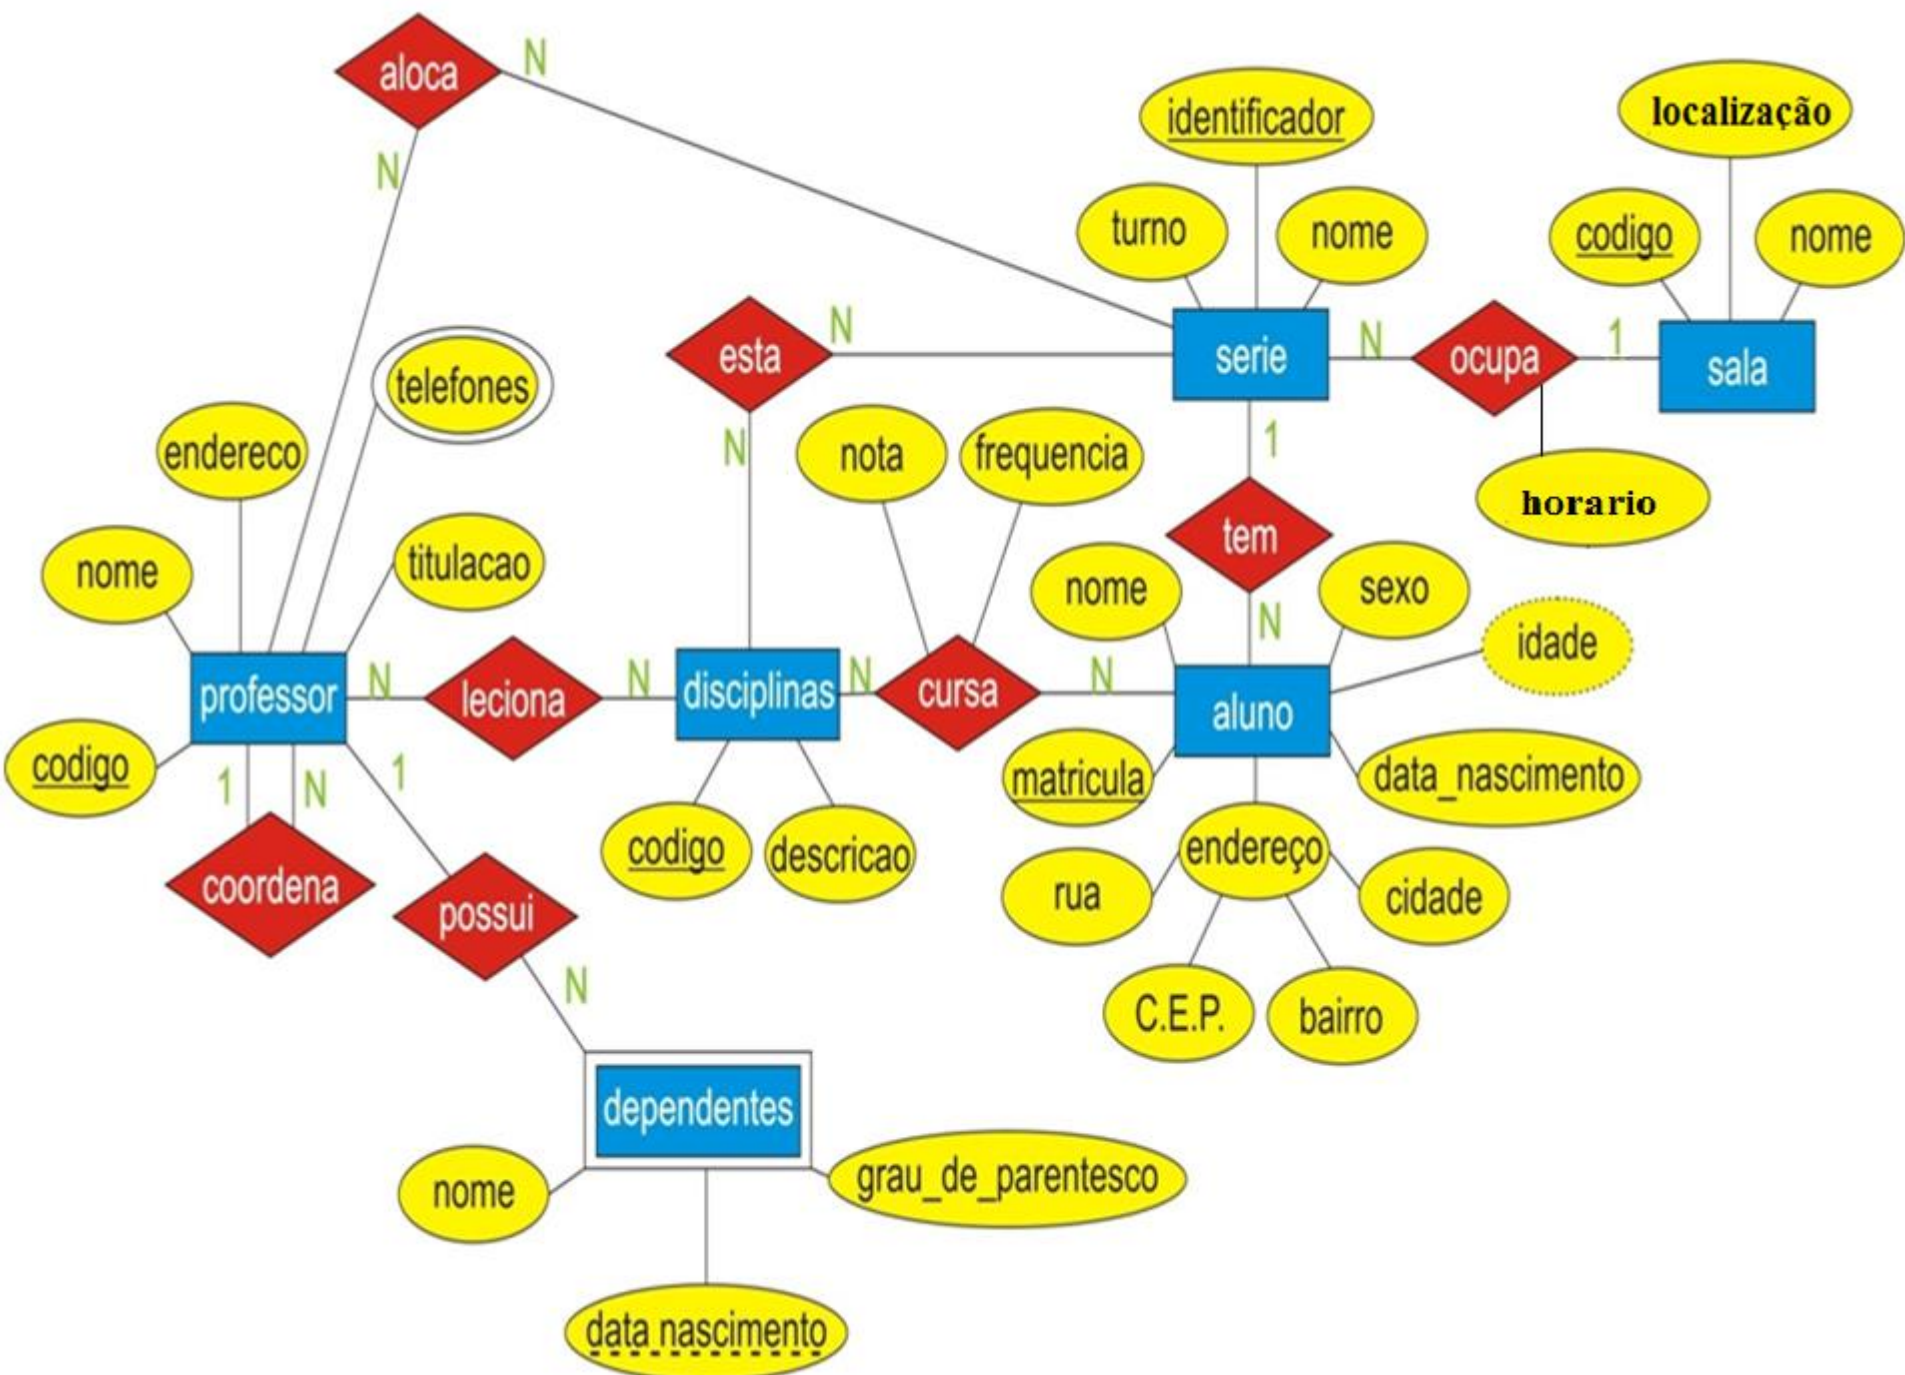 aloca
N
N
identificador
localização
turno
nome
codigo
nome
esta
N
serie
N
ocupa
1
sala
telefones
endereco
N
nota
frequencia
1
horario
nome
titulacao
tem
nome
sexo
N
idade
professor
N
leciona
N
disciplinas
N
cursa
N
aluno
codigo
1
N
1
matricula
data_nascimento
coordena
possui
codigo
descricao
endereço
rua
cidade
N
C.E.P.
bairro
dependentes
nome
grau_de_parentesco
data nascimento